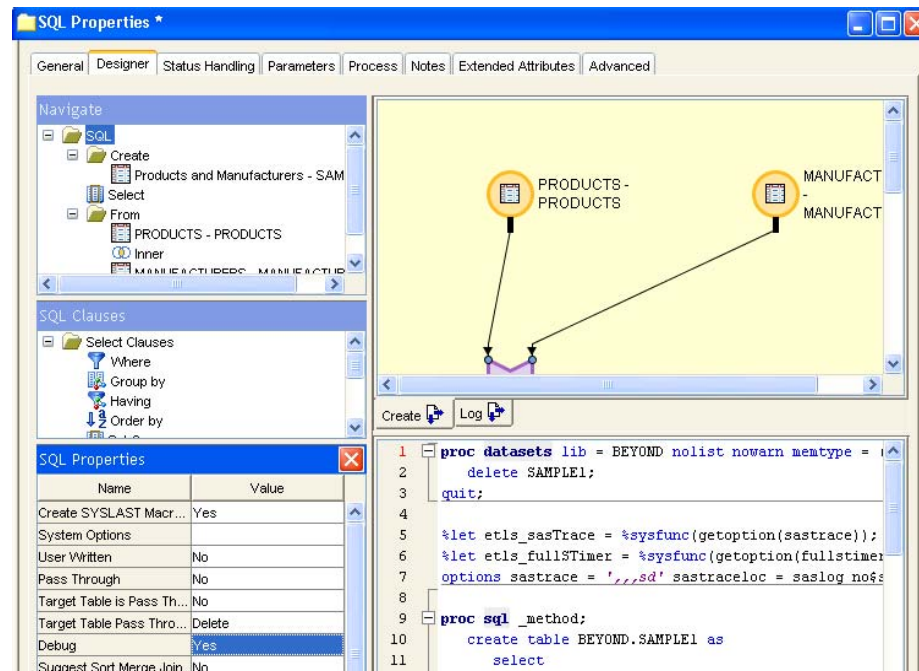 SQL Properties *
General Designer Status Handling Parameters Process Notes Extended Attributes Advanced
Navigate
SQL
Create
Products and Manufacturers - SAM
Select
From
PRODUCTS - PRODUCTS
Inner
MANUFACTURERS - MANUFACTUR
SQL Clauses
Select Clauses
Where
Group by
Having
Order by
SQL Properties
Name Value
Create SYSLAST Macr... Yes
System Options
User Written No
Pass Through No
Target Table is Pass Th... No
Target Table Pass Thro... Delete
Debug Yes
Suggest Sort Merge Join No
PRODUCTS -
PRODUCTS
MANUFACT
-
MANUFACT
Create Log
1 proc datasets lib = BEYOND nolist nowarn memtype =
2 delete SAMPLE1;
3 quit;
4
5 %let etls_sasTrace = %sysfunc(getoption(sastrace));
6 %let etls_fullSTimer = %sysfunc(getoption(fullstimer
7 options sastrace = ',,,sd' sastraceloc = saslog no$s
8
9 proc sql _method;
10 create table BEYOND.SAMPLE1 as
11 select